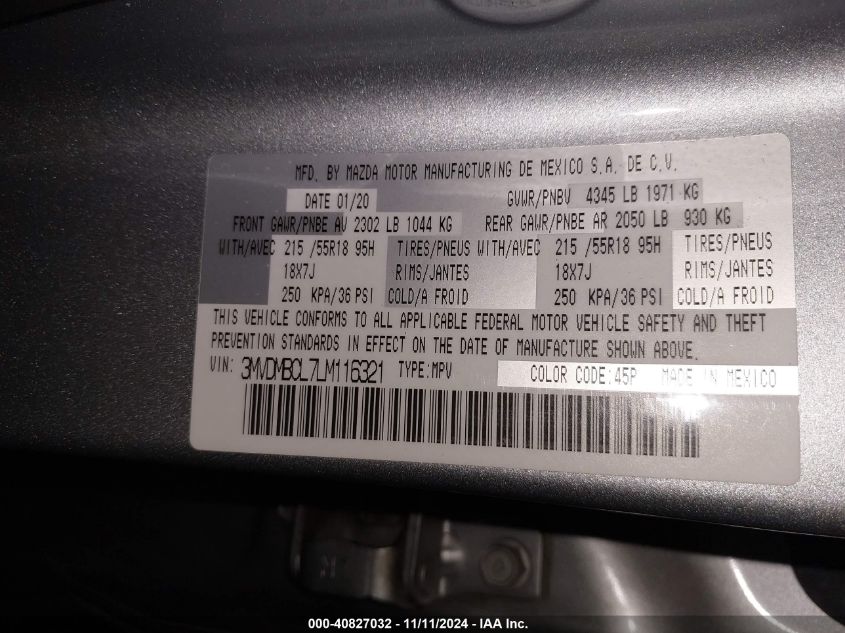 MFD. BY MAZDA MOTOR MANUFACTURING DE MEXICO S.A. DE C.V.
DATE 01/20 GVWR/PNBV 4345 LB 1971 KG
FRONT GAWR/PNBE AV 2302 LB 1044 KG REAR GAWR/PNBE AR 2050 LB 930 KG
WITH/AVEC 215 /55R18 95H TIRES/PNEUS WITH/AVEC 215 /55R18 95H TIRES/PNEUS
18X7J RIMS/JANTES 18X7J RIMS/JANTES
250 KPA/36 PSI COLD/A FROID 250 KPA/36 PSI COLD/A FROID
THIS VEHICLE CONFORMS TO ALL APPLICABLE FEDERAL MOTOR VEHICLE SAFETY AND THEFT
PREVENTION STANDARDS IN EFFECT ON THE DATE OF MANUFACTURE SHOWN ABOVE.
VIN: 3MVDMBCL7LM116321 TYPE:MPV COLOR CODE:45P MADE IN MEXICO
000-40827032 - 11/11/2024 - IAA Inc.